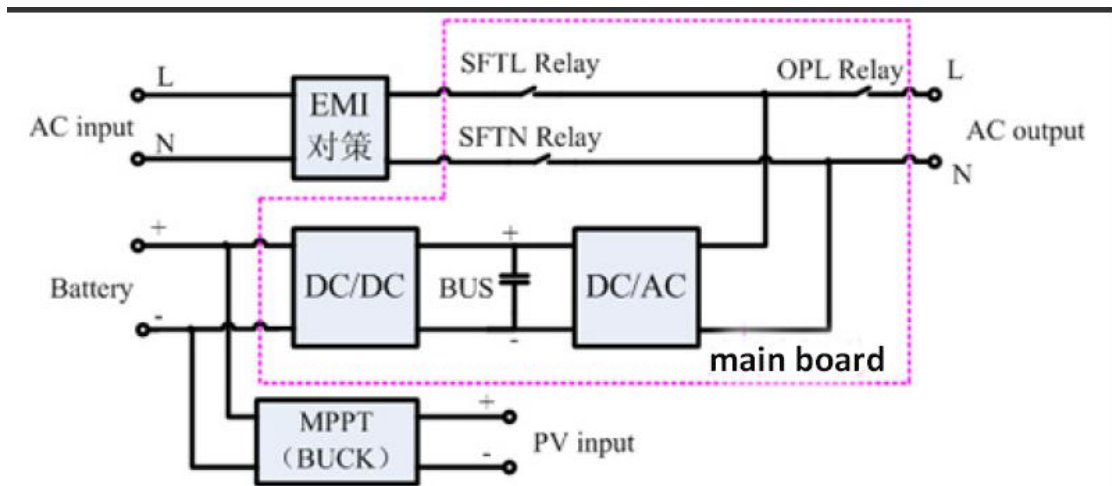 L
SFTL Relay
OPL Relay
L
AC input
EMI
对策
AC output
N
SFTN Relay
N
+
+
Battery
DC/DC
BUS
DC/AC
-
-
main board
MPPT
(BUCK)
+
PV input
-